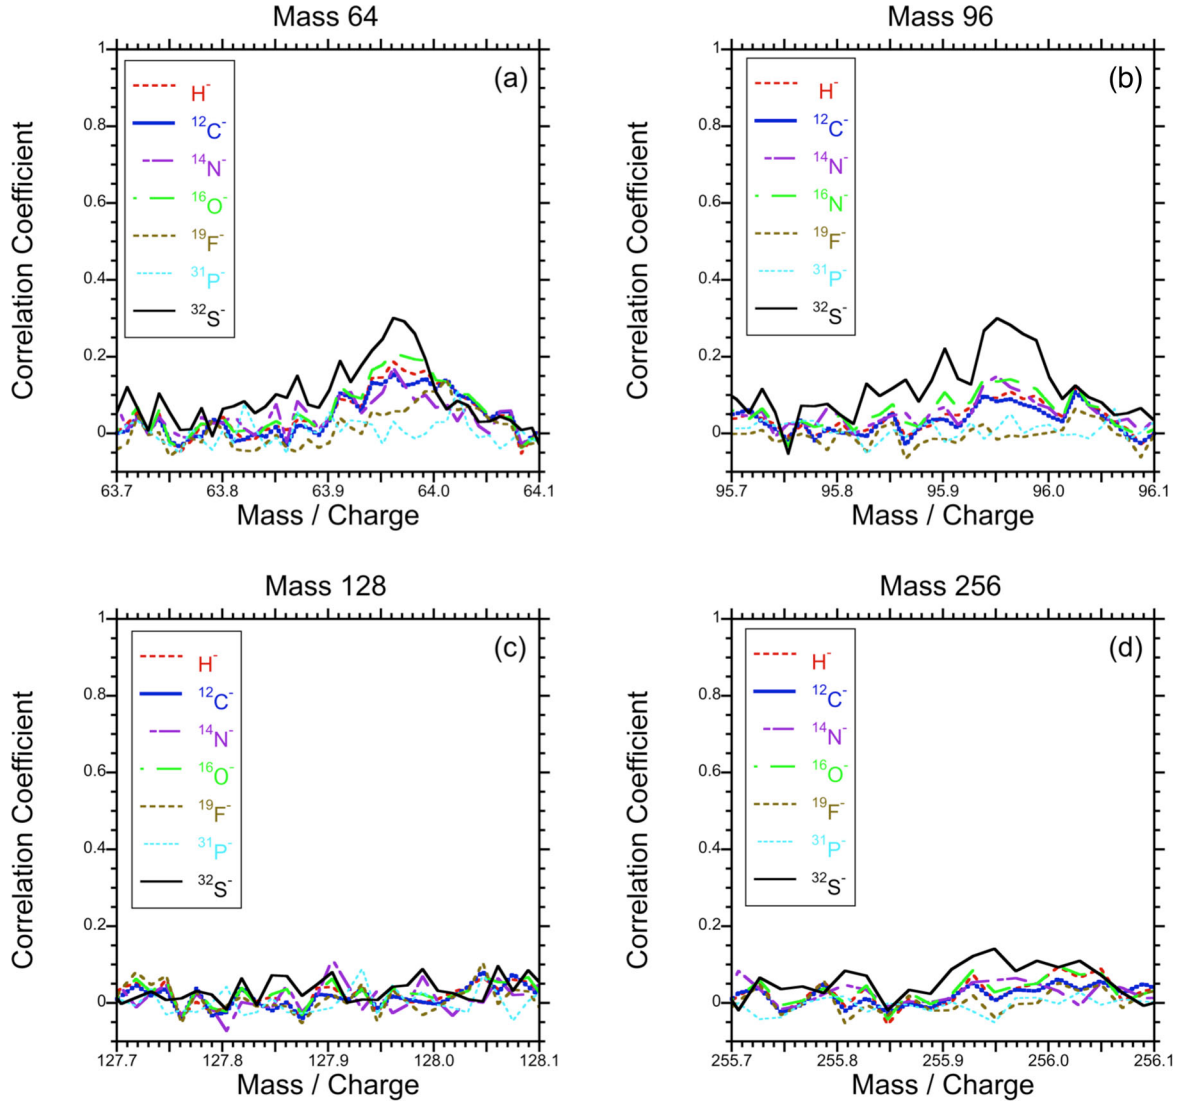 Mass 64
(a)
H⁻
¹²C⁻
¹⁴N⁻
¹⁶O⁻
¹⁹F⁻
³¹P⁻
³²S⁻
1
0.8
0.6
0.4
0.2
0
Correlation Coefficient
63.7 63.8 63.9 64.0 64.1
Mass / Charge
Mass 96
(b)
H⁻
¹²C⁻
¹⁴N⁻
¹⁶N⁻
¹⁹F⁻
³¹P⁻
³²S⁻
1
0.8
0.6
0.4
0.2
0
Correlation Coefficient
95.7 95.8 95.9 96.0 96.1
Mass / Charge
Mass 128
(c)
H⁻
¹²C⁻
¹⁴N⁻
¹⁶O⁻
¹⁹F⁻
³¹P⁻
³²S⁻
1
0.8
0.6
0.4
0.2
0
Correlation Coefficient
127.7 127.8 127.9 128.0 128.1
Mass / Charge
Mass 256
(d)
H⁻
¹²C⁻
¹⁴N⁻
¹⁶O⁻
¹⁹F⁻
³¹P⁻
³²S⁻
1
0.8
0.6
0.4
0.2
0
Correlation Coefficient
255.7 255.8 255.9 256.0 256.1
Mass / Charge